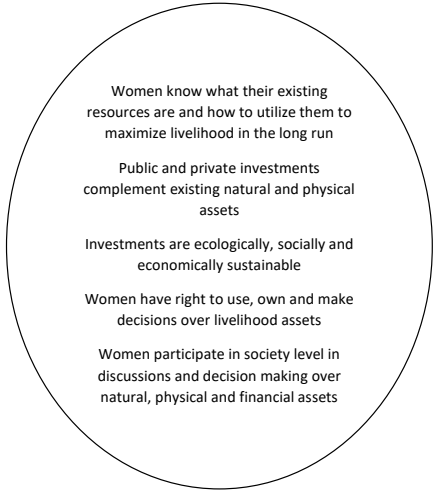 Women know what their existing
resources are and how to utilize them to
maximize livelihood in the long run
Public and private investments
complement existing natural and physical
assets
Investments are ecologically, socially and
economically sustainable
Women have right to use, own and make
decisions over livelihood assets
Women participate in society level in
discussions and decision making over
natural, physical and financial assets